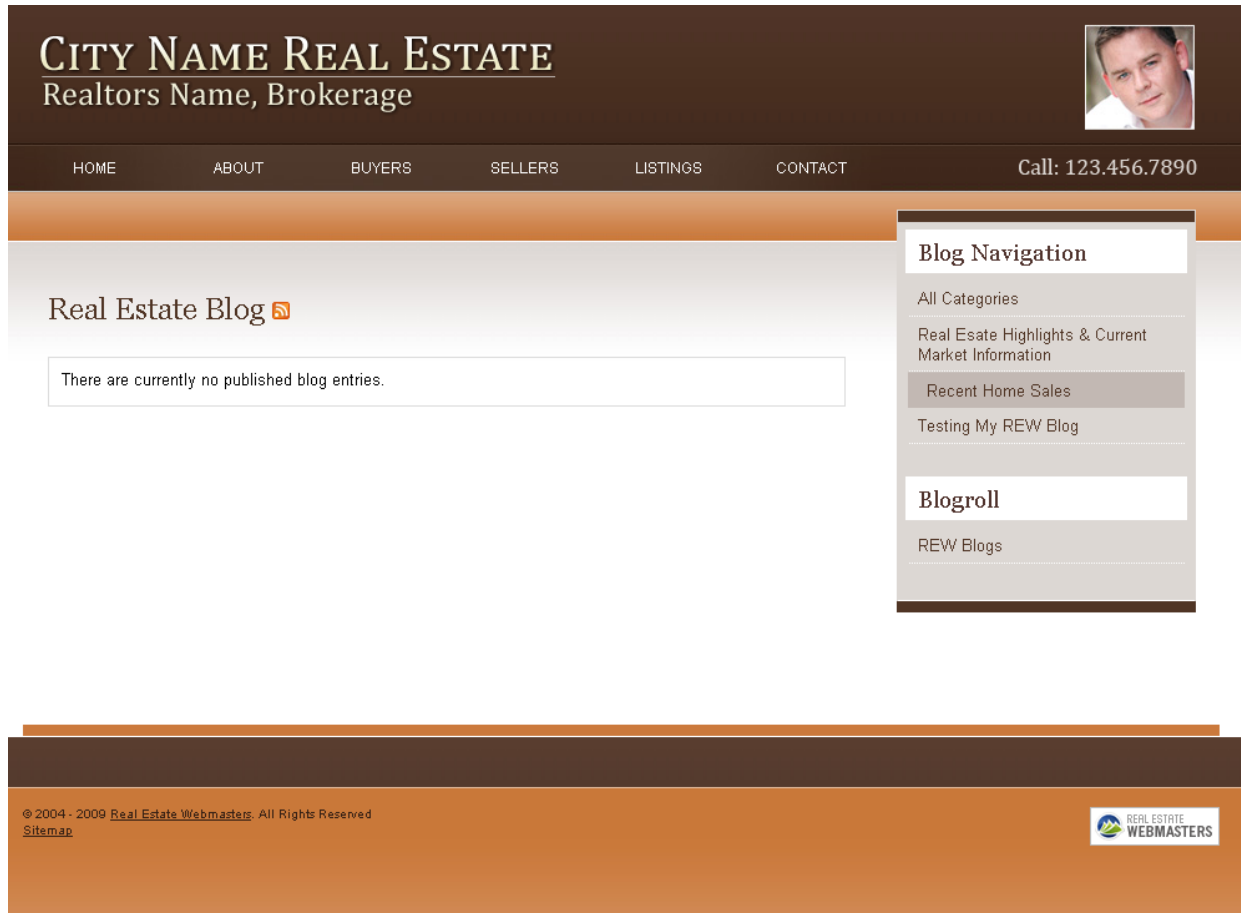 CITY NAME REAL ESTATE
Realtors Name, Brokerage
HOME ABOUT BUYERS SELLERS LISTINGS CONTACT Call: 123.456.7890
Real Estate Blog
There are currently no published blog entries.
Blog Navigation
All Categories
Real Esate Highlights & Current
Market Information
Recent Home Sales
Testing My REW Blog
Blogroll
REW Blogs
© 2004 - 2009 Real Estate Webmasters. All Rights Reserved
Sitemap
REAL ESTATE
WEBMASTERS